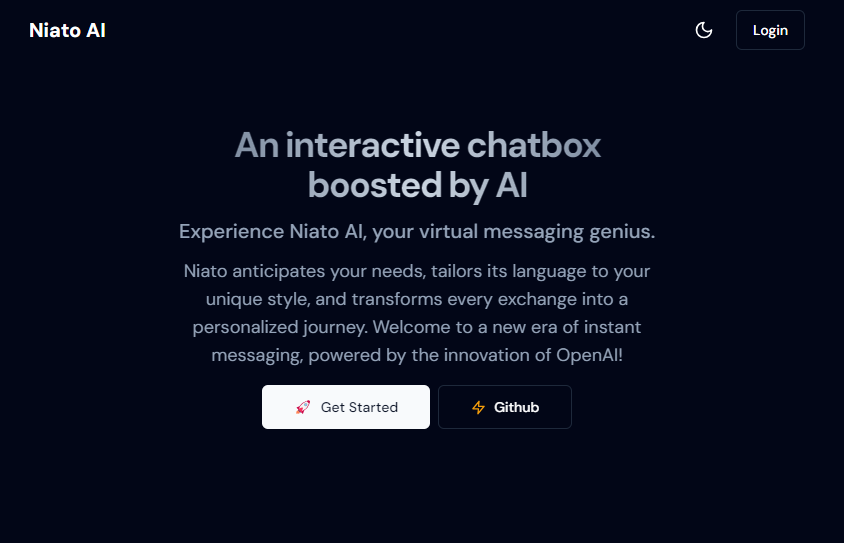 Niato AI
Login
An interactive chatbox
boosted by AI
Experience Niato AI, your virtual messaging genius.
Niato anticipates your needs, tailors its language to your
unique style, and transforms every exchange into a
personalized journey. Welcome to a new era of instant
messaging, powered by the innovation of OpenAI!
Get Started
Github